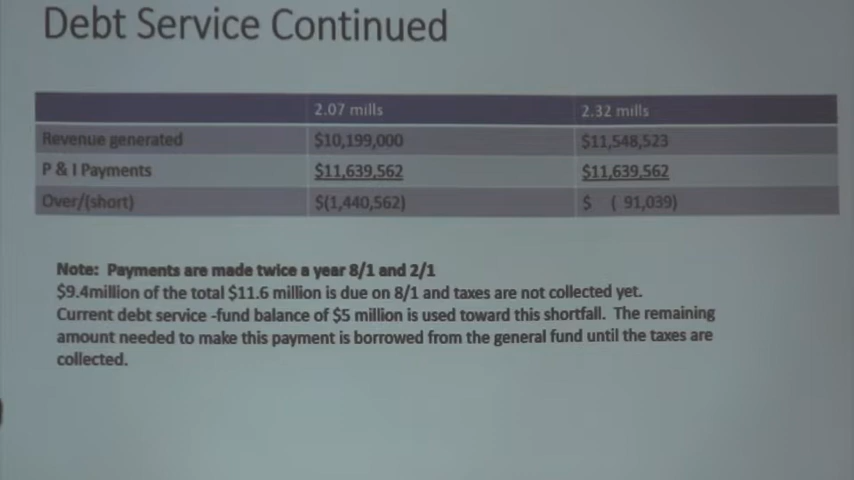 Debt Service Continued
2.07 mills 2.32 mills
Revenue generated $10,199,000 $11,548,523
P & I Payments $11,639,562 $11,639,562
Over/(short) $(1,440,562) $ ( 91,039)
Note: Payments are made twice a year 8/1 and 2/1
$9.4million of the total $11.6 million is due on 8/1 and taxes are not collected yet.
Current debt service -fund balance of $5 million is used toward this shortfall. The remaining
amount needed to make this payment is borrowed from the general fund until the taxes are
collected.